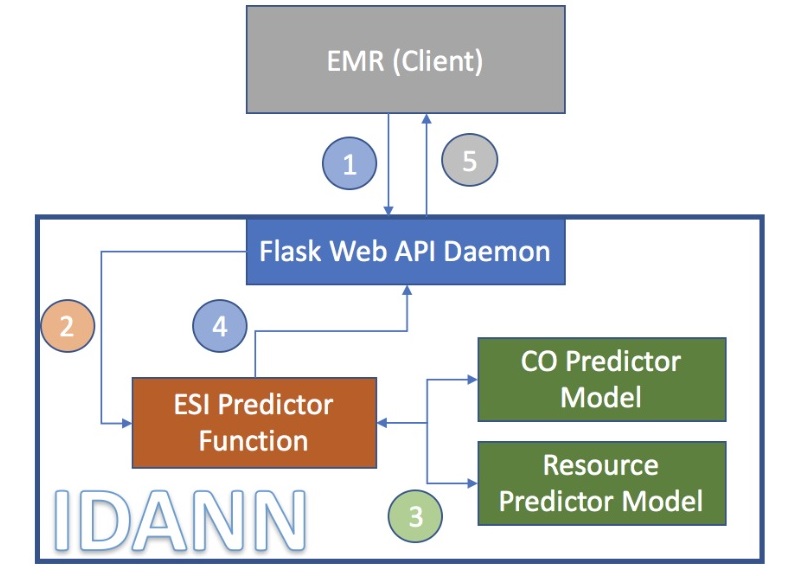 EMR (Client)
1
5
Flask Web API Daemon
2
4
CO Predictor
Model
ESI Predictor
Function
Resource
Predictor Model
3
IDANN